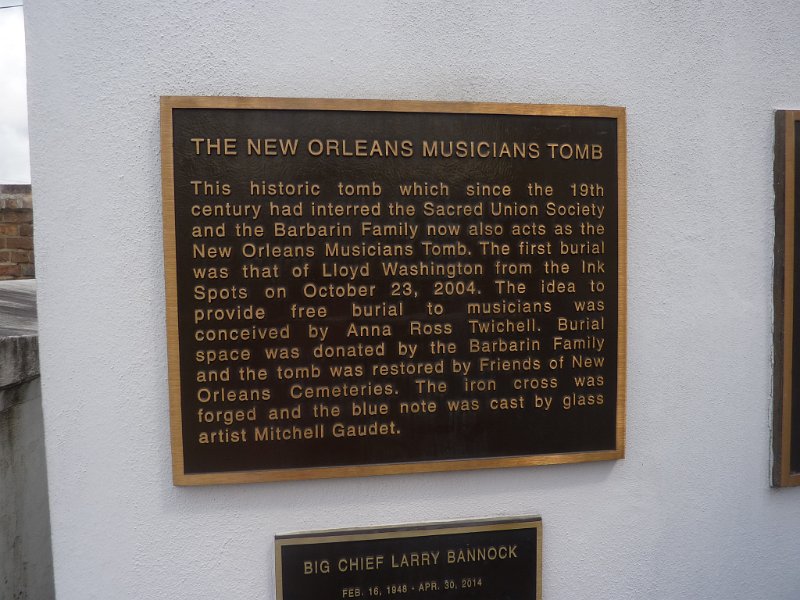 THE NEW ORLEANS MUSICIANS TOMB
This historic tomb which since the 19th
century had interred the Sacred Union Society
and the Barbarin Family now also acts as the
New Orleans Musicians Tomb. The first burial
was that of Lloyd Washington from the Ink
Spots on October 23, 2004. The idea to
provide free burial to musicians was
conceived by Anna Ross Twichell. Burial
space was donated by the Barbarin Family
and the tomb was restored by Friends of New
Orleans Cemeteries. The iron cross was
forged and the blue note was cast by glass
artist Mitchell Gaudet.
BIG CHIEF LARRY BANNOCK
FEB. 16, 1948 - APR. 30, 2014